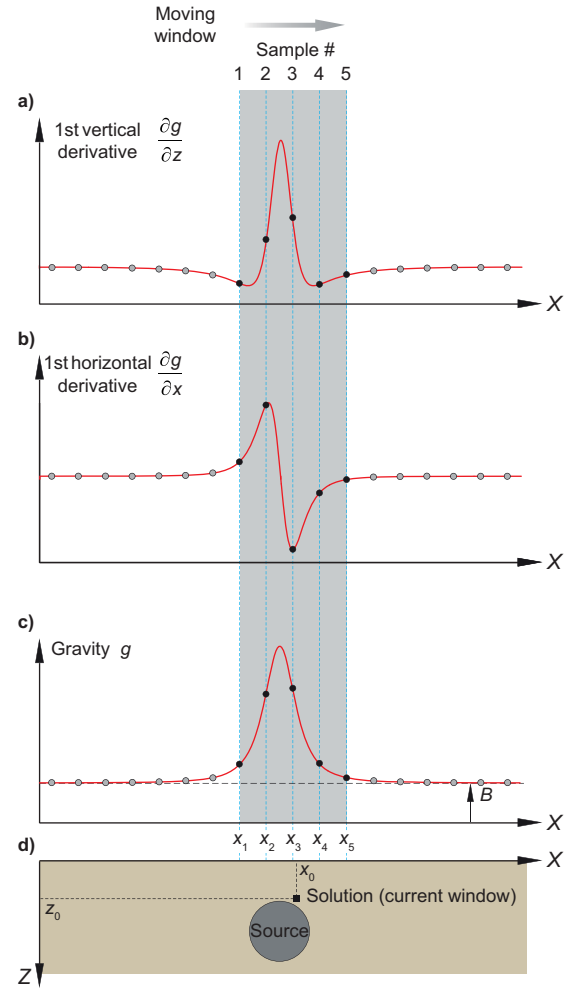 Moving
window
Sample #
1 2 3 4 5
a)
1st vertical
derivative ∂g/∂z
X
b)
1st horizontal
derivative ∂g/∂x
X
c)
Gravity g
B
X
x1 x2 x3 x4 x5
d)
x0
z0
Solution (current window)
Source
Z